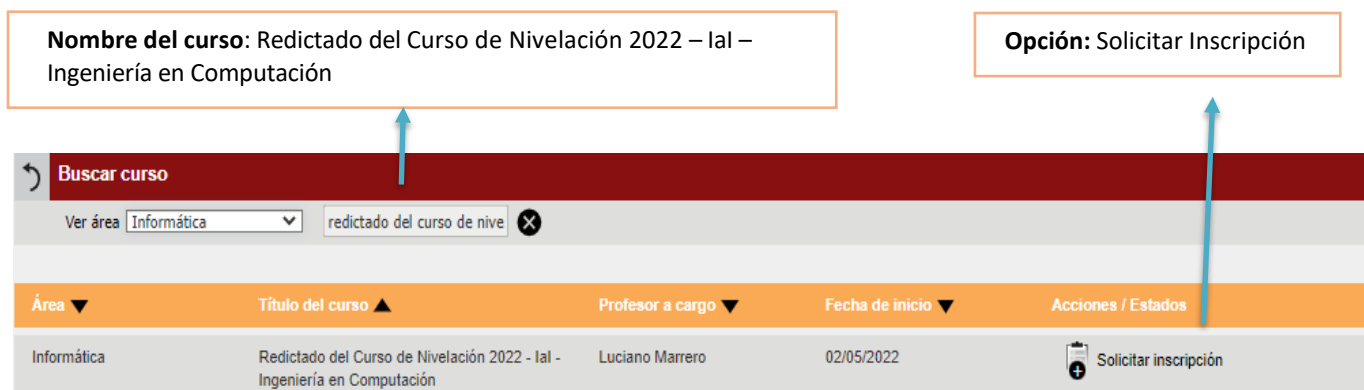 Nombre del curso: Redictado del Curso de Nivelación 2022 – IaI –
Ingeniería en Computación
Opción: Solicitar Inscripción
Buscar curso
Ver área Informática redictado del curso de nive
Área Título del curso Profesor a cargo Fecha de inicio Acciones / Estados
Informática Redictado del Curso de Nivelación 2022 - IaI - Luciano Marrero 02/05/2022 Solicitar inscripción
Ingeniería en Computación